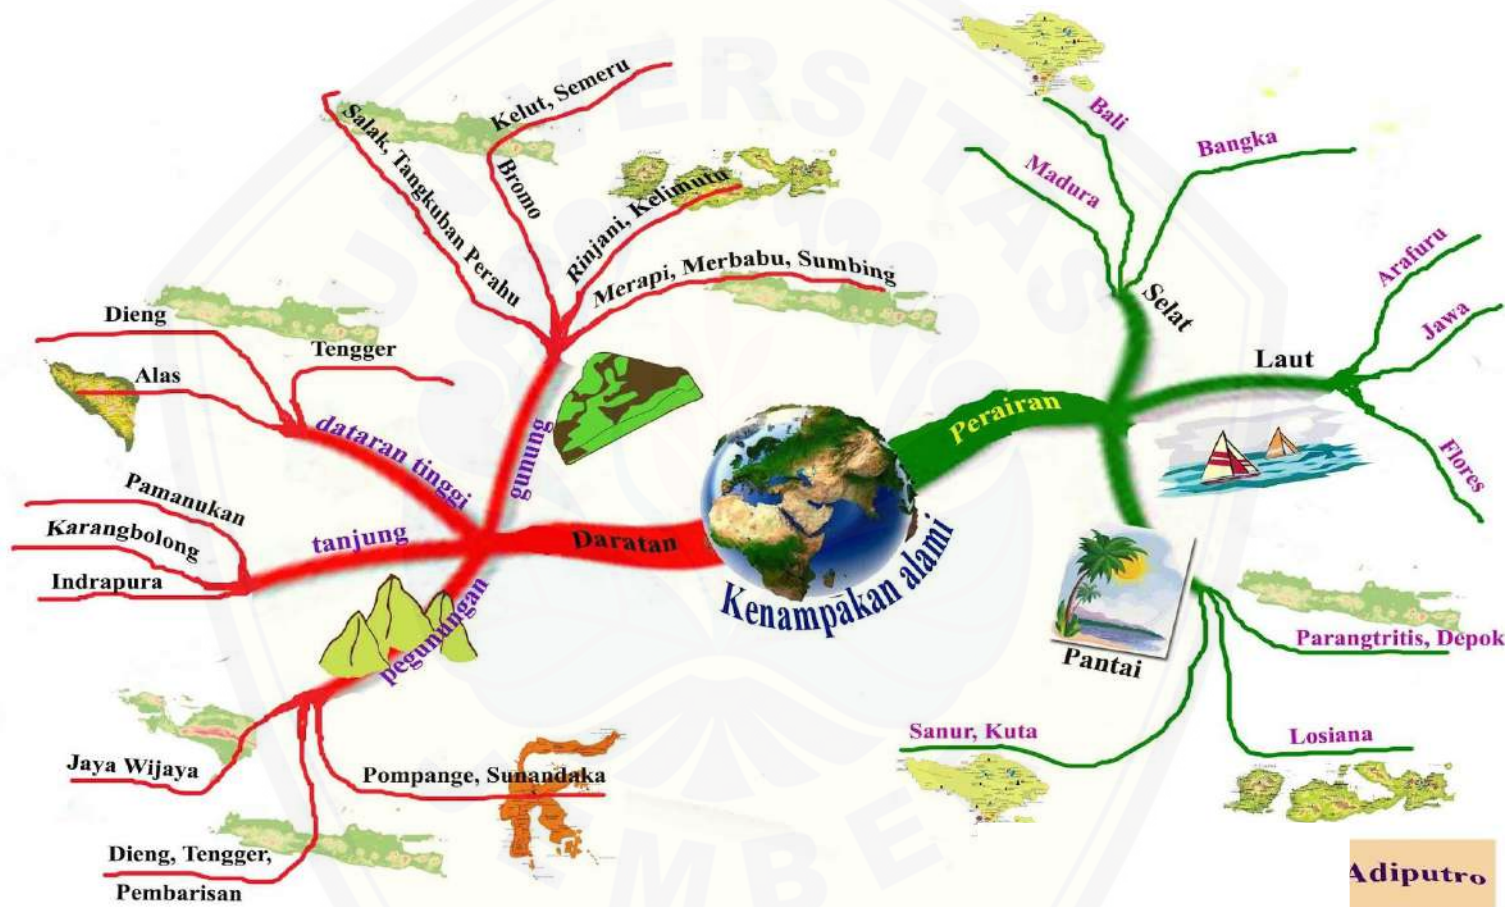 Kenampakan alami
Daratan
gunung
Salak, Tangkuban Perahu
Kelut, Semeru
Bromo
Rinjani, Kelimutu
Merapi, Merbabu, Sumbing
dataran tinggi
Dieng
Tengger
Alas
tanjung
Pamanukan
Karangbolong
Indrapura
pegunungan
Jaya Wijaya
Dieng, Tengger,
Pembarisan
Pompange, Sunandaka
Perairan
Selat
Madura
Bali
Bangka
Laut
Arafuru
Jawa
Flores
Pantai
Parangtritis, Depok
Losiana
Sanur, Kuta
Adiputro
UNIVERSITAS
EMBE